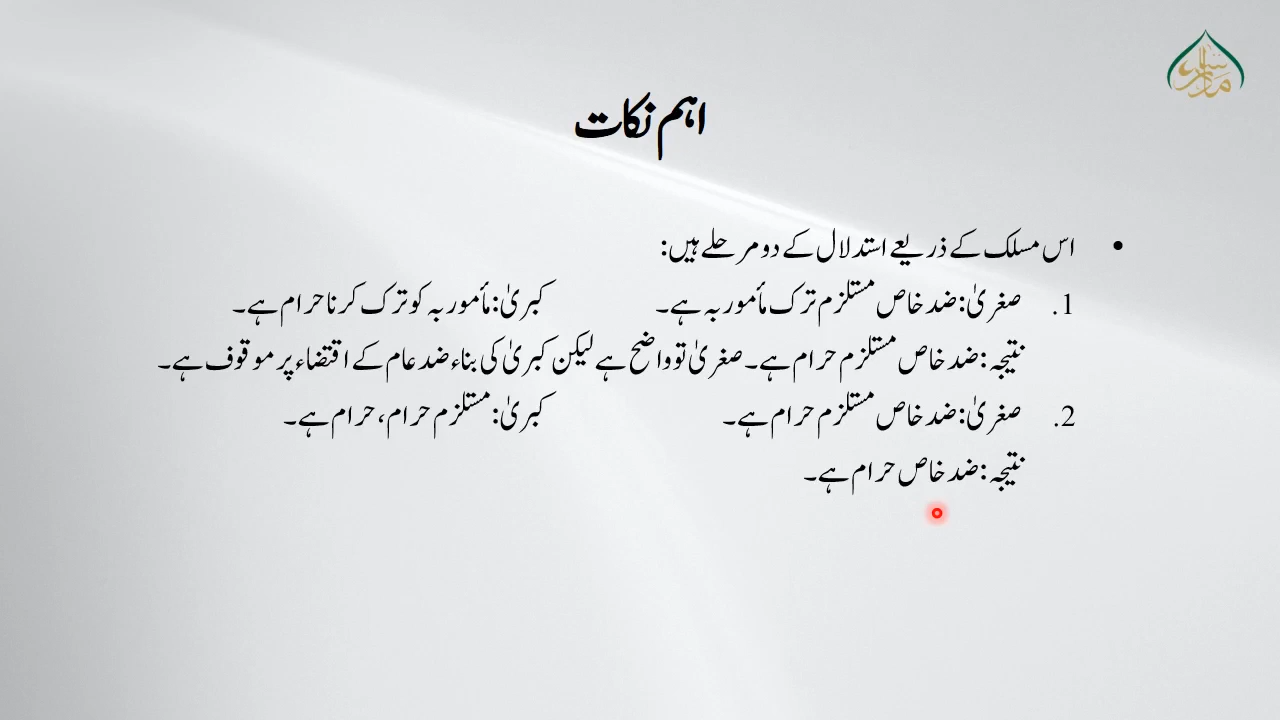 اہم نکات
• اس مسلک کے ذریعے استدلال کے دو مرحلے ہیں:
1. صغریٰ: ضد خاص مستلزم ترک مأمور بہ ہے۔ کبریٰ: مأمور بہ کو ترک کرنا حرام ہے۔
نتیجہ: ضد خاص مستلزم حرام ہے۔ صغریٰ تو واضح ہے لیکن کبریٰ کی بناء ضد عام کے اقتضاء پر موقوف ہے۔
2. صغریٰ: ضد خاص مستلزم حرام ہے۔ کبریٰ: مستلزم حرام، حرام ہے۔
نتیجہ: ضد خاص حرام ہے۔